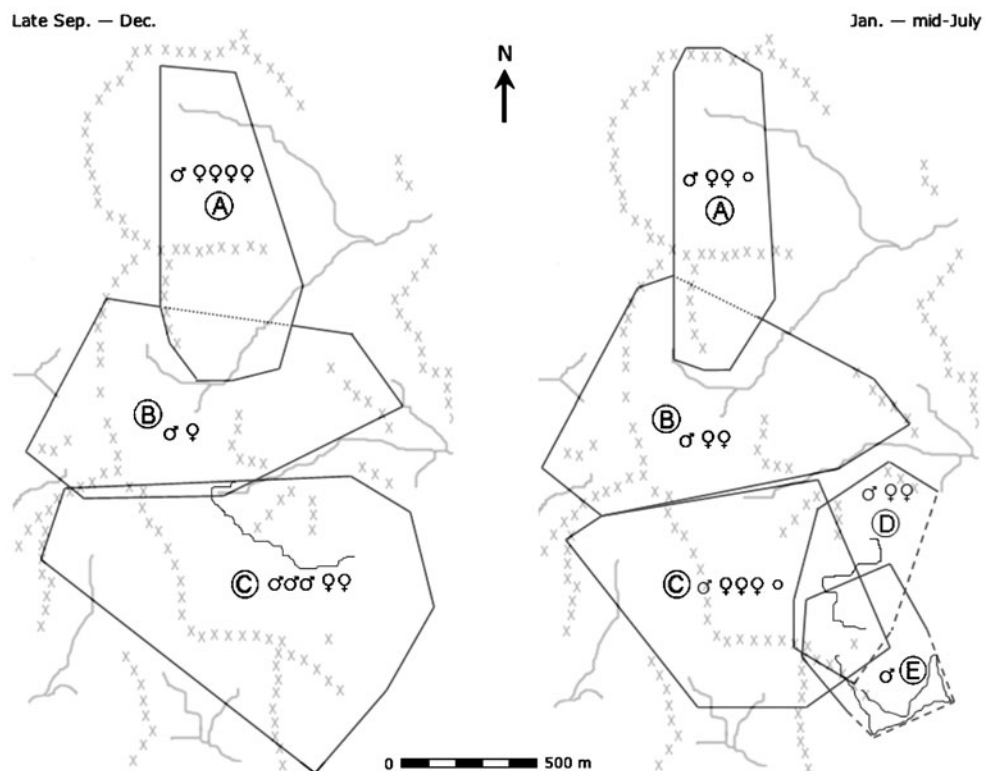 Late Sep. — Dec.
Jan. — mid-July
N
♂ ♀♀♀♀
A
♂ ♀♀ o
A
B
♂ ♀
B
♂ ♀♀
♂ ♀♀
D
C ♂♂♂ ♀♀
C ♂ ♀♀♀ o
♂ E
0 500 m